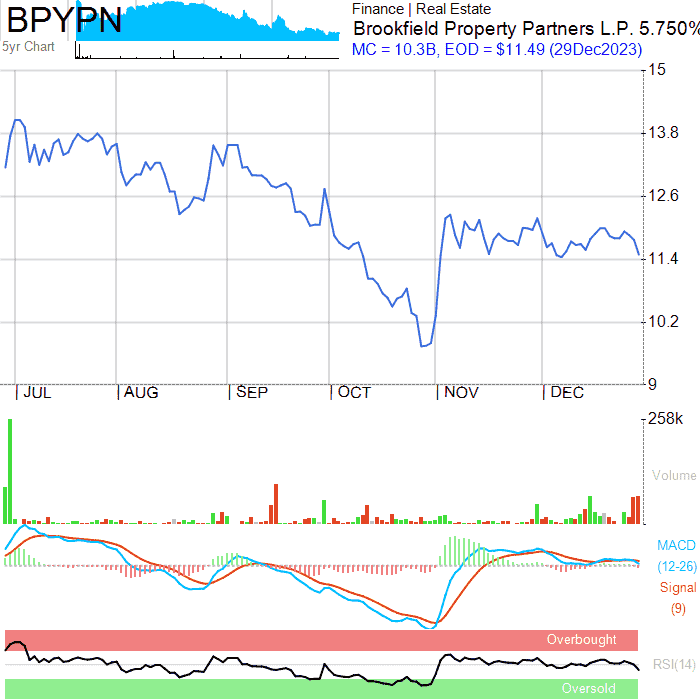 BPYPN
5yr Chart
Finance | Real Estate
Brookfield Property Partners L.P. 5.750%
MC = 10.3B, EOD = $11.49 (29Dec2023)
15
13.8
12.6
11.4
10.2
9
JUL AUG SEP OCT NOV DEC
258k
Volume
MACD
(12-26)
Signal
(9)
Overbought
RSI(14)
Oversold